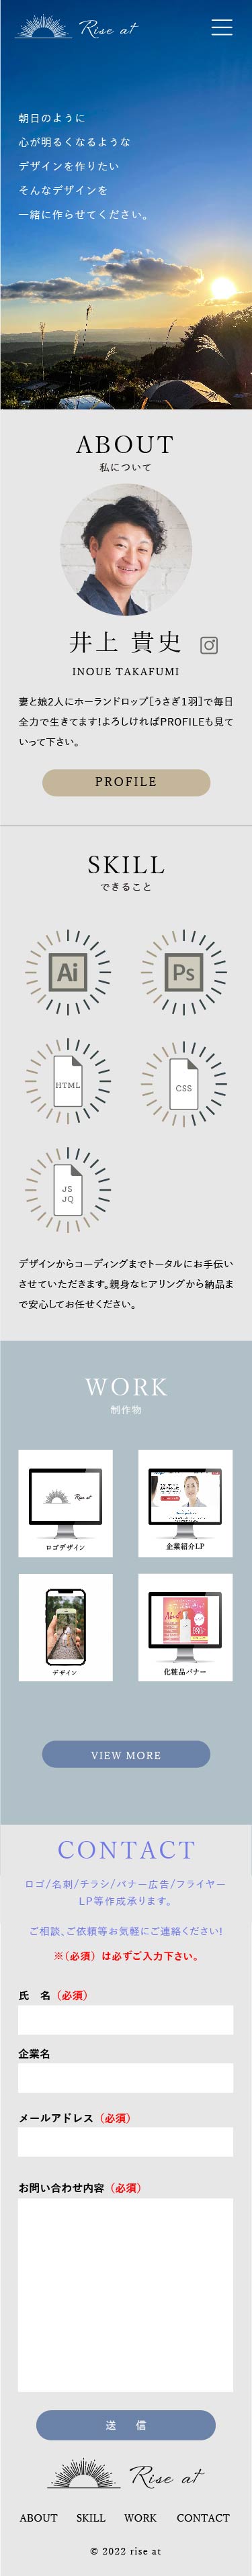 Rise at
朝日のように
心が明るくなるような
デザインを作りたい
そんなデザインを
一緒に作らせてください。
ABOUT
私について
井上 貴史
INOUE TAKAFUMI
妻と娘2人にホーランドロップ[うさぎ1羽]で毎日
全力で生きてます!よろしければPROFILEも見て
いって下さい。
PROFILE
SKILL
できること
Ai
Ps
HTML
CSS
JS
JQ
デザインからコーディングまでトータルにお手伝い
させていただきます。親身なヒアリングから納品ま
で安心してお任せください。
WORK
制作物
Rise at
ロゴデザイン
企業紹介LP
デザイン
化粧品バナー
VIEW MORE
CONTACT
ロゴ/名刺/チラシ/バナー広告/フライヤー
LP等作成承ります。
ご相談、ご依頼等お気軽にご連絡ください!
※(必須) は必ずご入力下さい。
氏 名(必須)
企業名
メールアドレス(必須)
お問い合わせ内容(必須)
送 信
Rise at
ABOUT SKILL WORK CONTACT
© 2022 rise at